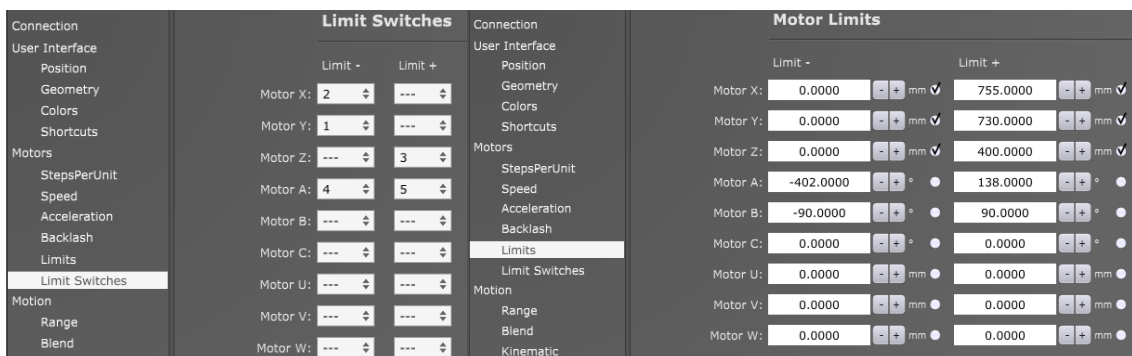 Limit Switches
Connection
User Interface
Position
Geometry
Colors
Shortcuts
Motors
StepsPerUnit
Speed
Acceleration
Backlash
Limits
Limit Switches
Motion
Range
Blend
Limit - Limit +
Motor X: 2 ---
Motor Y: 1 ---
Motor Z: --- 3
Motor A: 4 5
Motor B: --- ---
Motor C: --- ---
Motor U: --- ---
Motor V: --- ---
Motor W: --- ---
Motor Limits
Connection
User Interface
Position
Geometry
Colors
Shortcuts
Motors
StepsPerUnit
Speed
Acceleration
Backlash
Limits
Limit Switches
Motion
Range
Blend
Kinematic
Limit - Limit +
Motor X: 0.0000 - + mm 755.0000 - + mm
Motor Y: 0.0000 - + mm 730.0000 - + mm
Motor Z: 0.0000 - + mm 400.0000 - + mm
Motor A: -402.0000 - + ° 138.0000 - + °
Motor B: -90.0000 - + ° 90.0000 - + °
Motor C: 0.0000 - + ° 0.0000 - + °
Motor U: 0.0000 - + mm 0.0000 - + mm
Motor V: 0.0000 - + mm 0.0000 - + mm
Motor W: 0.0000 - + mm 0.0000 - + mm